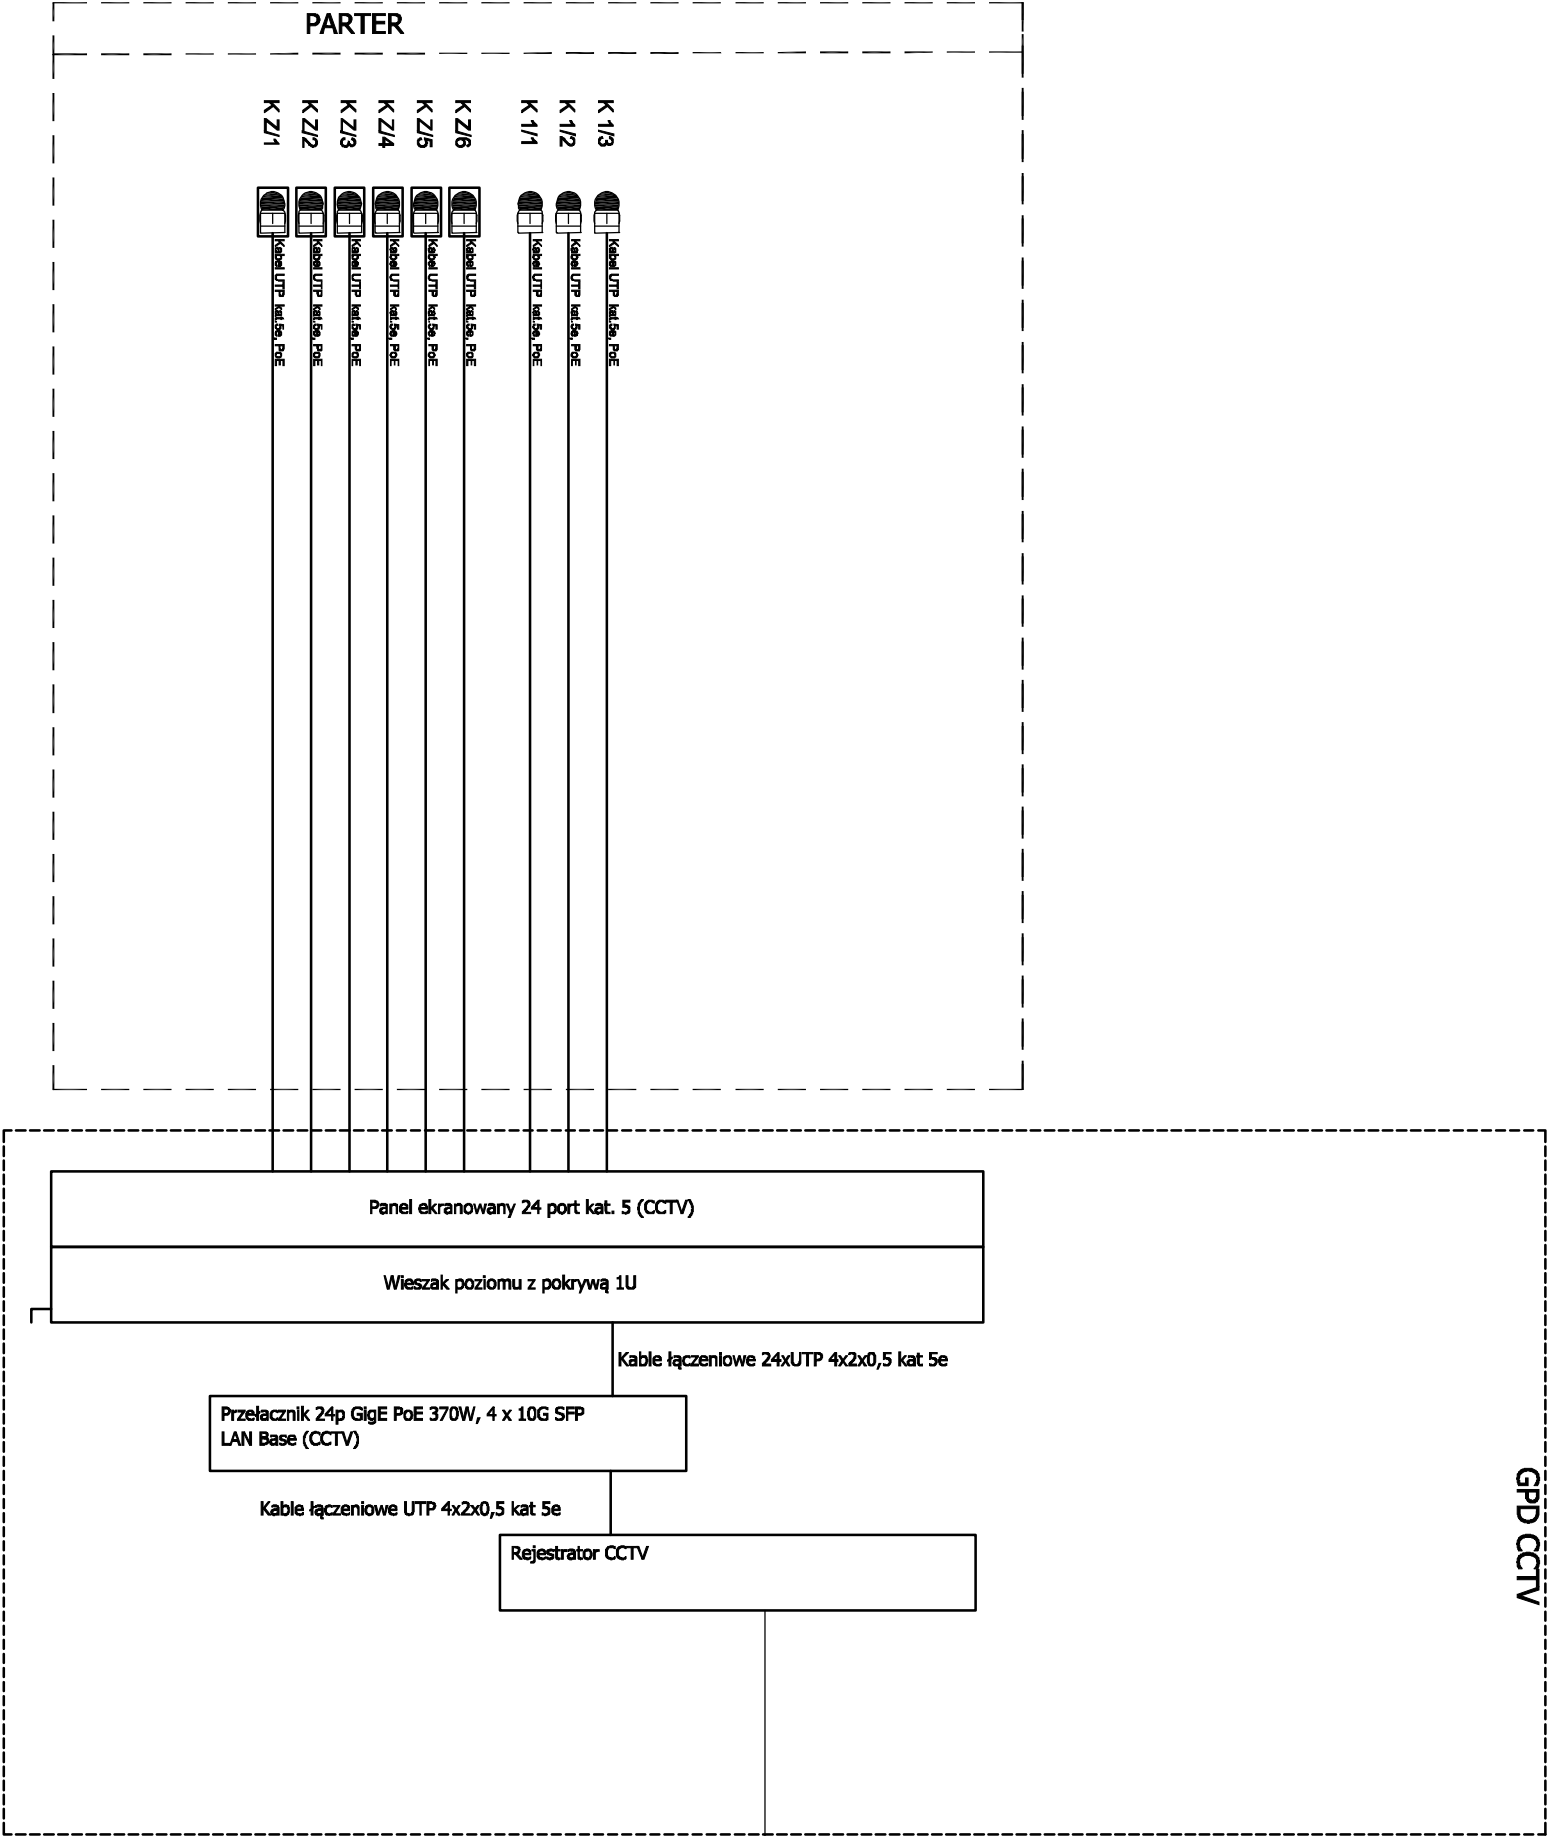 PARTER
K Z/1
K Z/2
K Z/3
K Z/4
K Z/5
K Z/6
K 1/1
K 1/2
K 1/3
Kabel UTP kat.5e, PoE
Kabel UTP kat.5e, PoE
Kabel UTP kat.5e, PoE
Kabel UTP kat.5e, PoE
Kabel UTP kat.5e, PoE
Kabel UTP kat.5e, PoE
Kabel UTP kat.5e, PoE
Kabel UTP kat.5e, PoE
Kabel UTP kat.5e, PoE
Panel ekranowany 24 port kat. 5 (CCTV)
Wieszak poziomu z pokrywą 1U
Kable łączeniowe 24xUTP 4x2x0,5 kat 5e
Przełacznik 24p GigE PoE 370W, 4 x 10G SFP
LAN Base (CCTV)
Kable łączeniowe UTP 4x2x0,5 kat 5e
Rejestrator CCTV
GPD CCTV